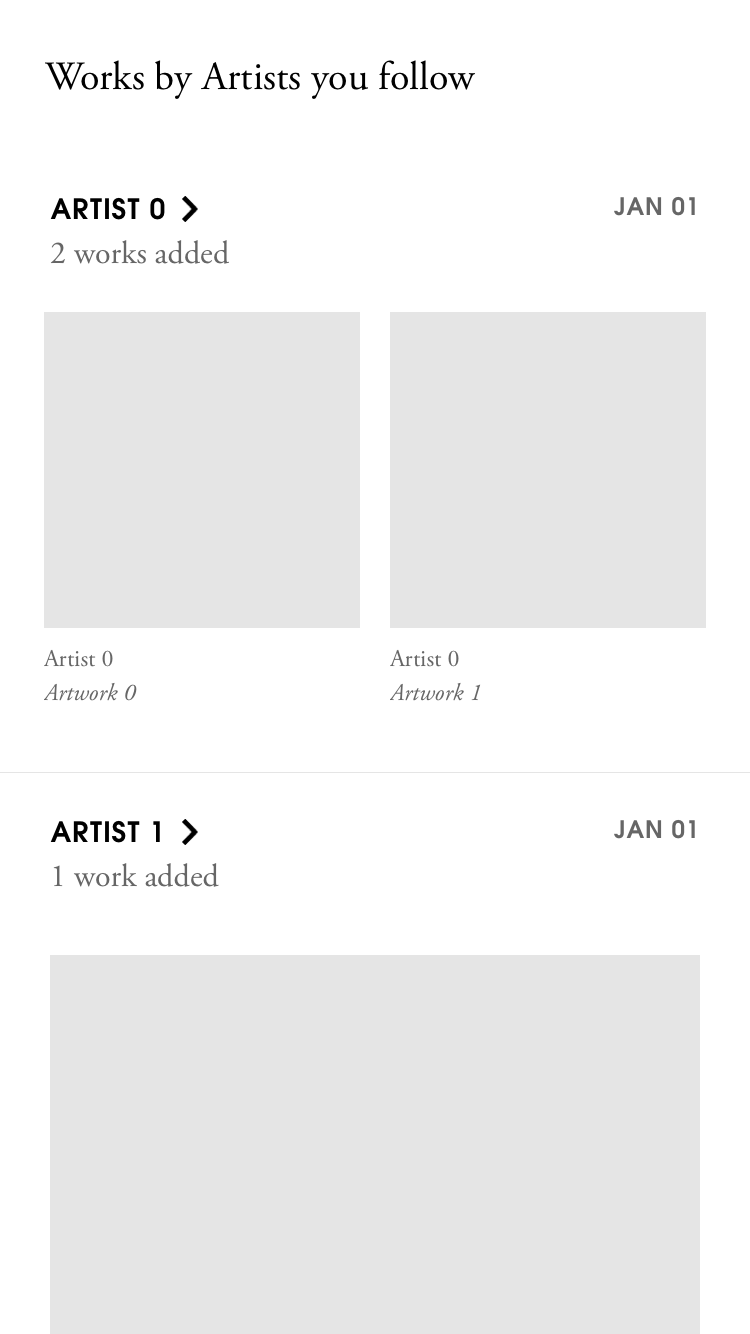 Works by Artists you follow
ARTIST 0
JAN 01
2 works added
Artist 0
Artwork 0
Artist 0
Artwork 1
ARTIST 1
JAN 01
1 work added